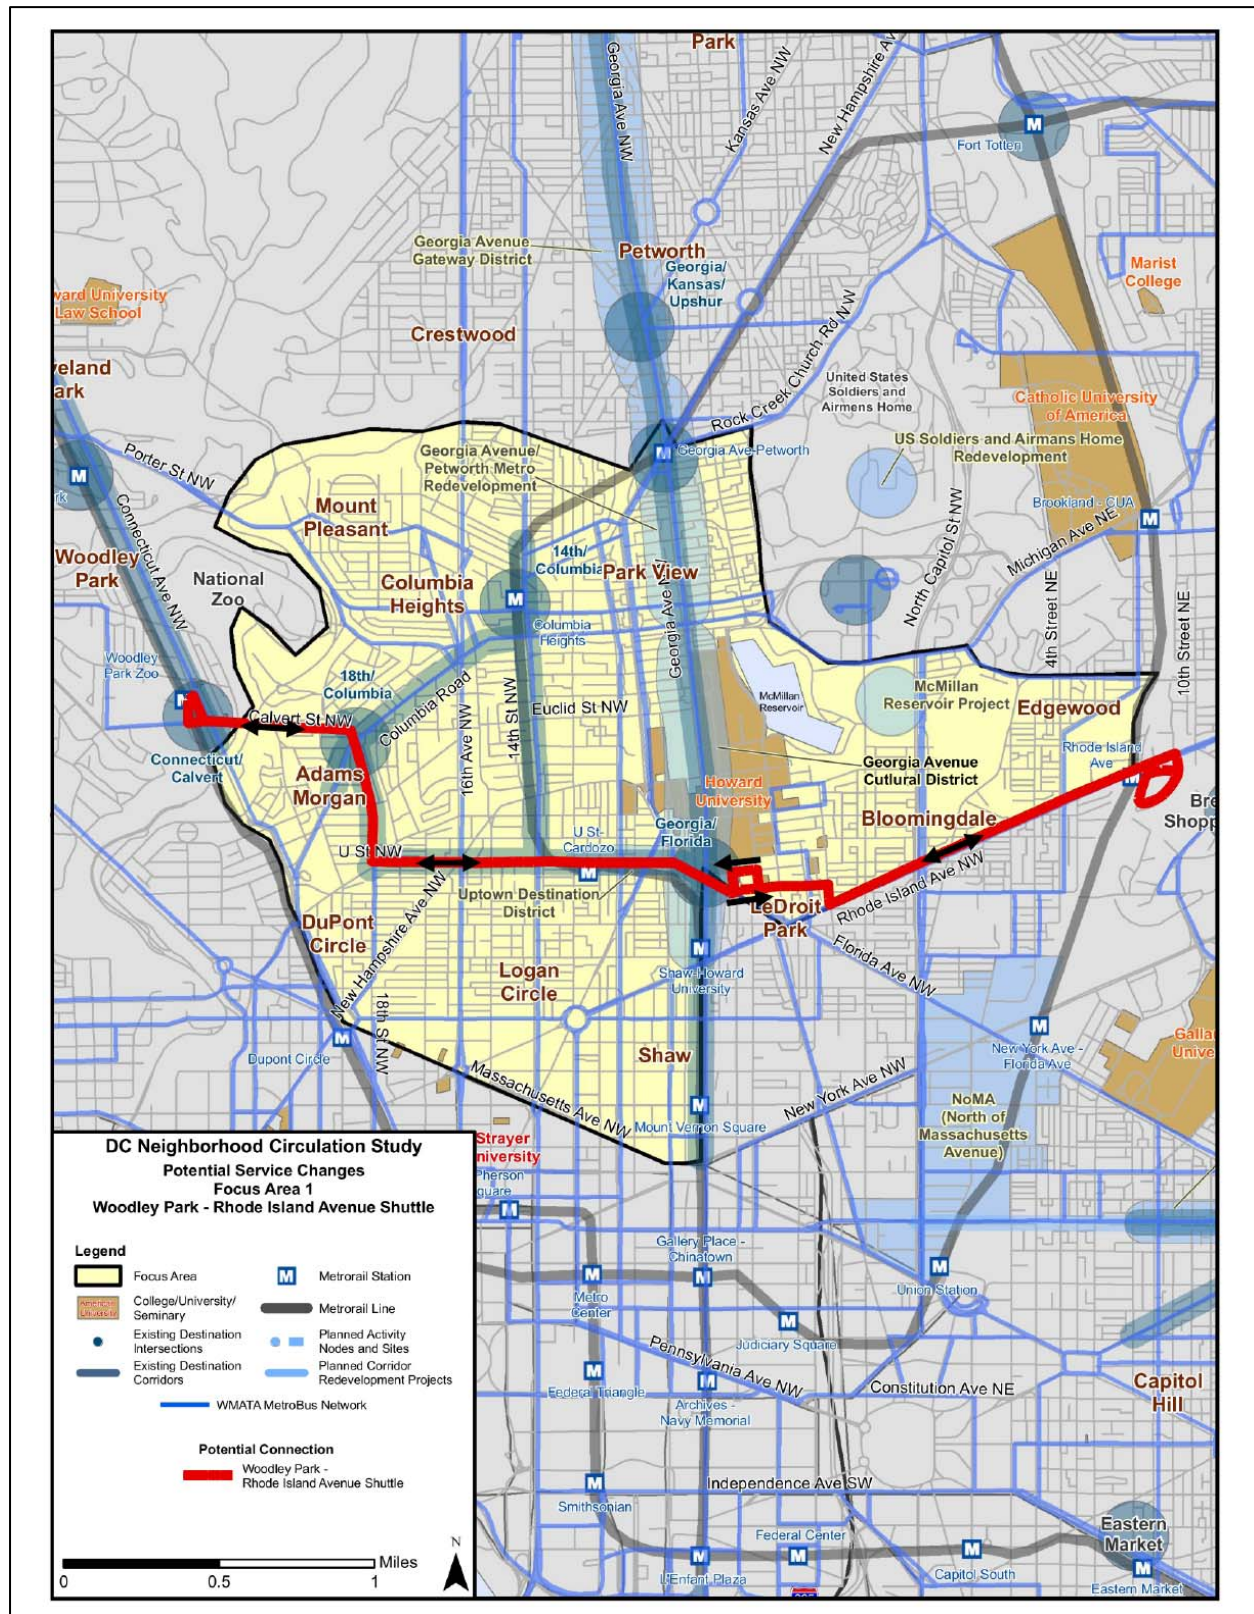 Park
Georgia Ave NW
Kansas Ave NW
New Hampshire Av
Fort Totten
Georgia Avenue
Gateway District
Petworth
Georgia/
Kansas/
Upshur
Marist
College
ward University
Law School
Crestwood
veland
ark
Rock Creek Church Rd NW
United States
Soldiers and
Airmens Home
Catholic University
of America
US Soldiers and Airmans Home
Redevelopment
Porter St NW
Georgia Avenue/
Petworth Metro
Redevelopment
Georgia Ave-Petworth
M
rk
Connecticut Ave NW
Mount
Pleasant
Brookland - CUA
Michigan Ave NE
North Capitol St NW
Woodley
Park
National
Zoo
14th/
Columbia
Park View
Columbia
Heights
Columbia
Heights
Georgia Ave N
4th Street NE
10th Street NE
Woodley
Park Zoo
18th/
Columbia
Columbia Road
16th Ave NW
14th St NW
Euclid St NW
McMillan
Reservoir
McMillan
Reservoir Project
Edgewood
Calvert St NW
Connecticut/
Calvert
Adams
Morgan
Georgia Avenue
Cutlural District
Rhode Island
Ave
Howard
University
Bre
Shopp
Georgia/
Florida
Bloomingdale
U St NW
U St-
Cardozo
Uptown Destination
District
LeDroit
Park
Rhode Island Ave NW
DuPont
Circle
New Hampshire Ave NW
Logan
Circle
Shaw-Howard
University
Florida Ave NW
18th St NW
Dupont Circle
Shaw
New York Ave -
Florida Ave
Galla
Unive
Massachusetts Ave NW
New York Ave NW
Mount Vernon Square
NoMA
(North of
Massachusetts
Avenue)
Strayer
niversity
Pherson
quare
Gallery Place -
Chinatown
Metro
Center
Judiciary Square
Union Station
Pennsylvania Ave NW
Federal Triangle
Archives -
Navy Memorial
Constitution Ave NE
Capitol
Hill
Independence Ave SW
Smithsonian
Federal Center
L'Enfant Plaza
Capitol South
Eastern
Market
Eastern Market
DC Neighborhood Circulation Study
Potential Service Changes
Focus Area 1
Woodley Park - Rhode Island Avenue Shuttle
Legend
Focus Area
M Metrorail Station
American
University
College/University/
Seminary
Metrorail Line
Existing Destination
Intersections
Planned Activity
Nodes and Sites
Existing Destination
Corridors
Planned Corridor
Redevelopment Projects
WMATA MetroBus Network
Potential Connection
Woodley Park -
Rhode Island Avenue Shuttle
N
Miles
0 0.5 1